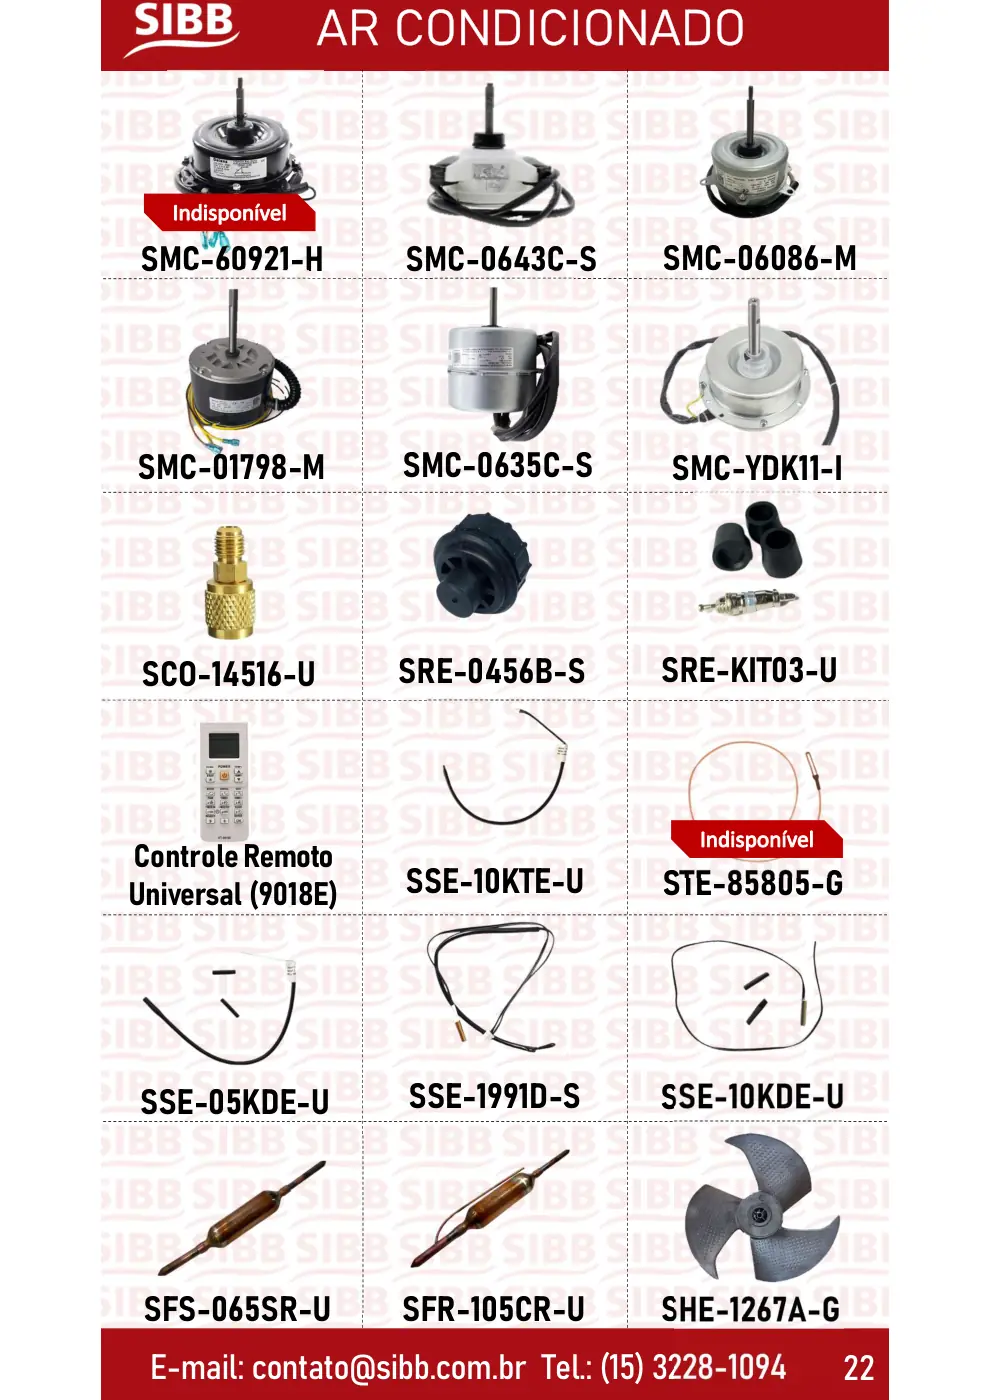 SIBB
AR CONDICIONADO
Indisponível
SMC-60921-H
SMC-0643C-S
SMC-06086-M
SMC-01798-M
SMC-0635C-S
SMC-YDK11-I
SCO-14516-U
SRE-0456B-S
SRE-KIT03-U
Controle Remoto
Universal (9018E)
SSE-10KTE-U
Indisponível
STE-85805-G
SSE-05KDE-U
SSE-1991D-S
SSE-10KDE-U
SFS-065SR-U
SFR-105CR-U
SHE-1267A-G
E-mail: contato@sibb.com.br Tel.: (15) 3228-1094
22